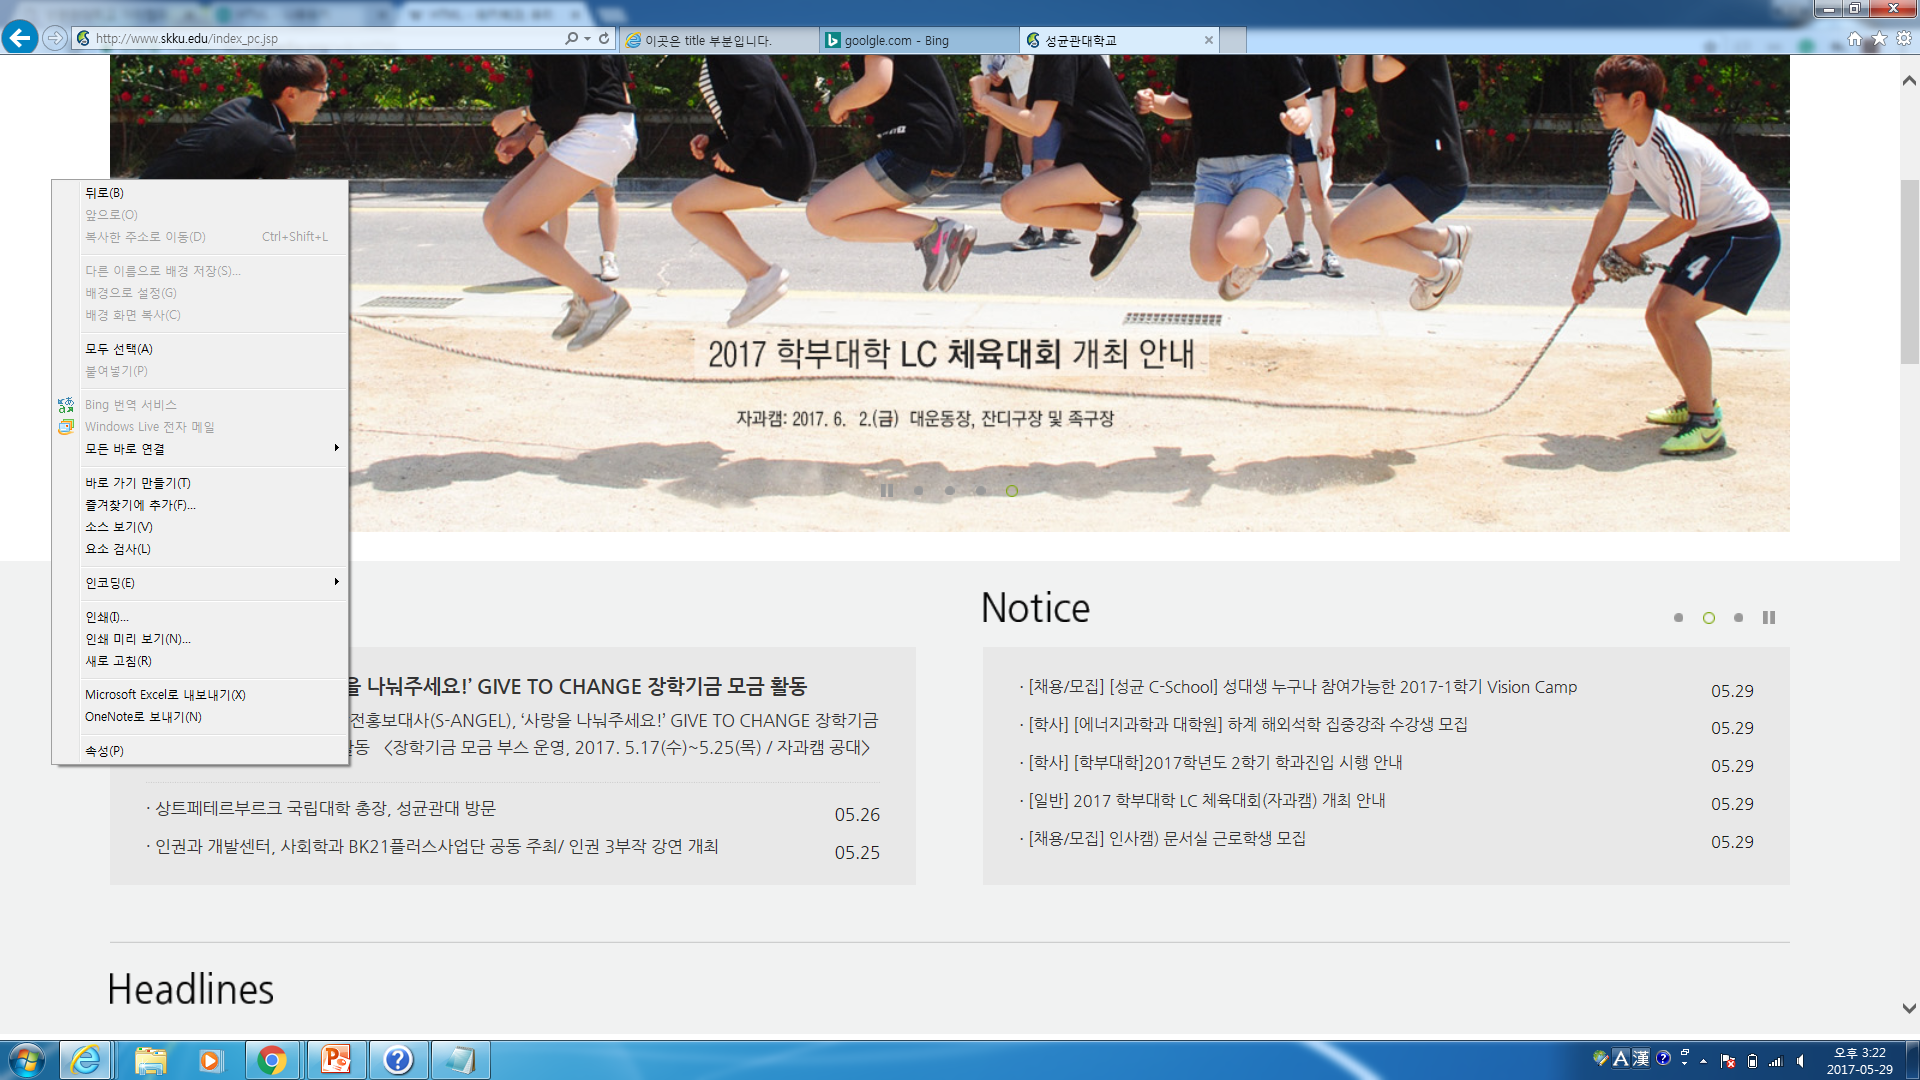 http://www.skku.edu/index_pc.jsp
이곳은 title 부분입니다.
goolgle.com - Bing
성균관대학교
뒤로(B)
앞으로(O)
복사한 주소로 이동(D) Ctrl+Shift+L
다른 이름으로 배경 저장(S)...
배경으로 설정(G)
배경 화면 복사(C)
모두 선택(A)
붙여넣기(P)
Bing 번역 서비스
Windows Live 전자 메일
모든 바로 연결
바로 가기 만들기(T)
즐겨찾기에 추가(F)...
소스 보기(V)
요소 검사(L)
인코딩(E)
인쇄(I)...
인쇄 미리 보기(N)...
새로 고침(R)
Microsoft Excel로 내보내기(X)
OneNote로 보내기(N)
속성(P)
4
2017 학부대학 LC 체육대회 개최 안내
자과캠: 2017. 6. 2.(금) 대운동장, 잔디구장 및 족구장
을 나눠주세요!’ GIVE TO CHANGE 장학기금 모금 활동
전홍보대사(S-ANGEL), ‘사랑을 나눠주세요!’ GIVE TO CHANGE 장학기금
활동 <장학기금 모금 부스 운영, 2017. 5.17(수)~5.25(목) / 자과캠 공대>
· 상트페테르부르크 국립대학 총장, 성균관대 방문 05.26
· 인권과 개발센터, 사회학과 BK21플러스사업단 공동 주최/ 인권 3부작 강연 개최 05.25
Notice
· [채용/모집] [성균 C-School] 성대생 누구나 참여가능한 2017-1학기 Vision Camp 05.29
· [학사] [에너지과학과 대학원] 하계 해외석학 집중강좌 수강생 모집 05.29
· [학사] [학부대학]2017학년도 2학기 학과진입 시행 안내 05.29
· [일반] 2017 학부대학 LC 체육대회(자과캠) 개최 안내 05.29
· [채용/모집] 인사캠) 문서실 근로학생 모집 05.29
Headlines
A 漢
오후 3:22
2017-05-29